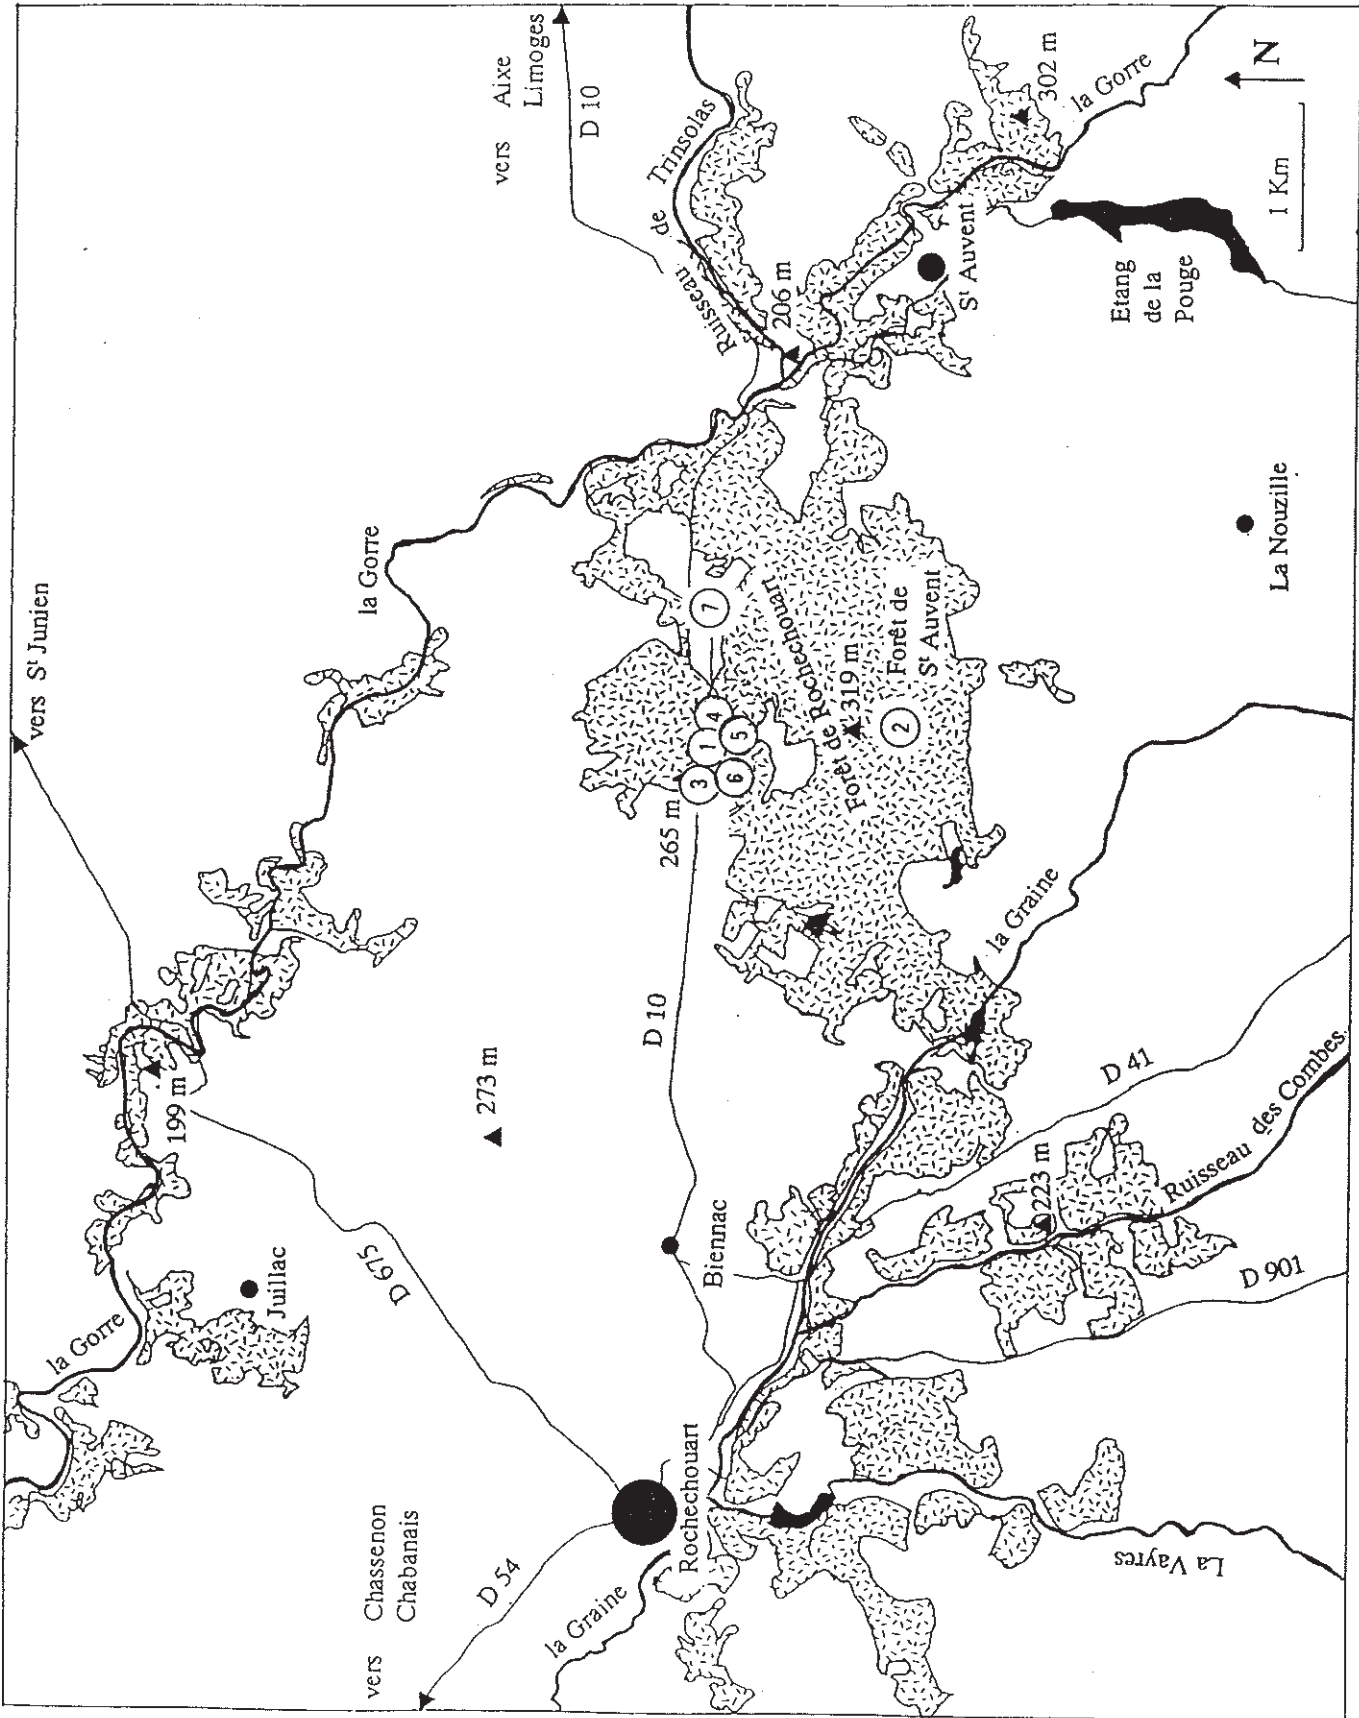 vers S^t Junien
vers Aixe
Limoges
D 10
vers Chassenon
Chabanais
D 54
la Gorre
199 m
la Gorre
Juillac
D 675
273 m
Ruisseau de Trinsolas
206 m
la Graine
Rochechouart
Biennac
D 10
265 m
3
1
4
6
5
7
Forêt de Rochechouart
319 m
2
Forêt de
S^t Auvent
S^t Auvent
302 m
la Gorre
la Graine
D 41
Ruisseau des Combes
223 m
D 901
La Vayres
La Nouzille
Etang
de la
Pouge
1 Km
N